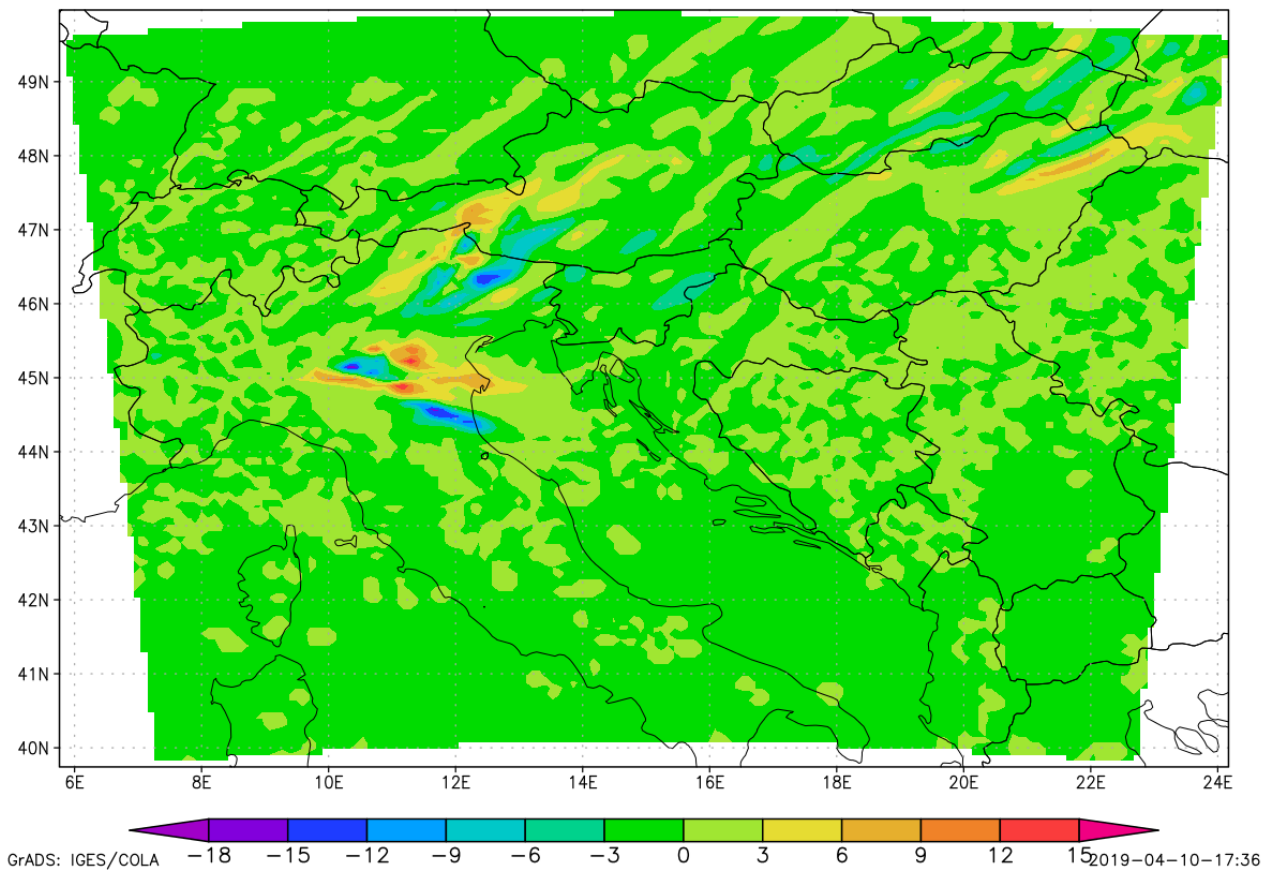 49N
48N
47N
46N
45N
44N
43N
42N
41N
40N
6E 8E 10E 12E 14E 16E 18E 20E 22E 24E
GrADS: IGES/COLA −18 −15 −12 −9 −6 −3 0 3 6 9 12 15 2019−04−10−17:36